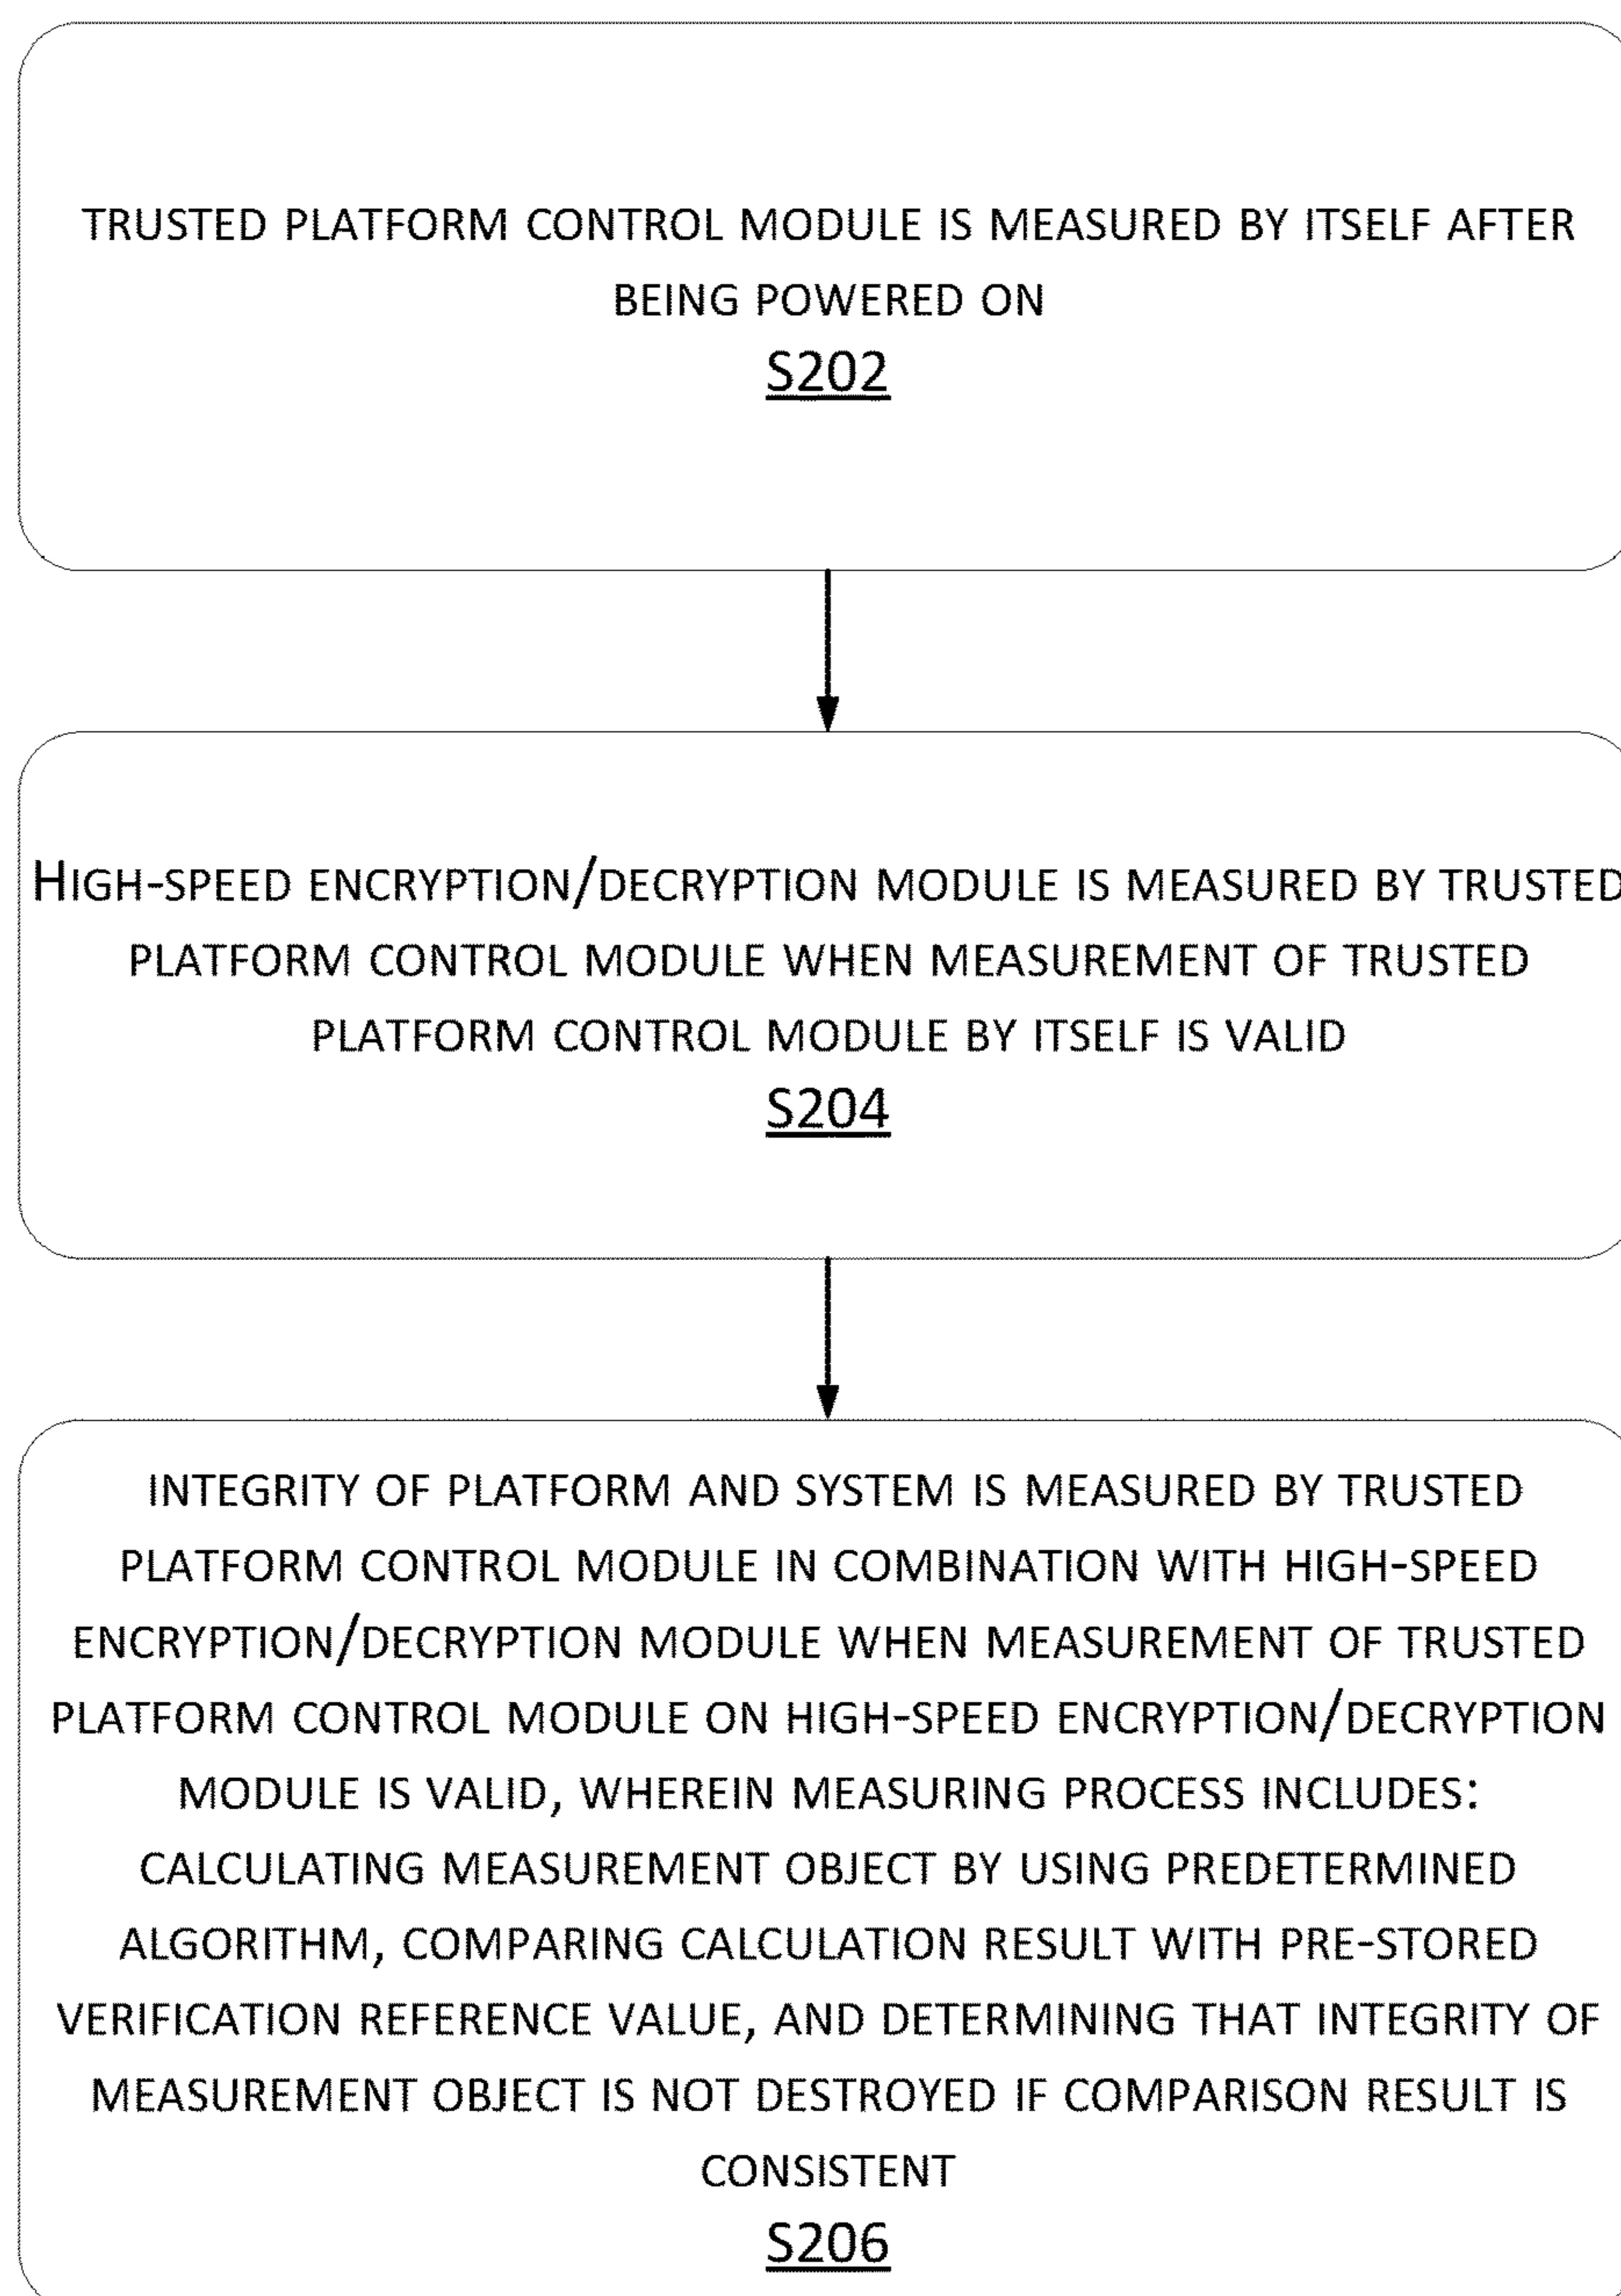 TRUSTED PLATFORM CONTROL MODULE IS MEASURED BY ITSELF AFTER
BEING POWERED ON
S202
HIGH-SPEED ENCRYPTION/DECRYPTION MODULE IS MEASURED BY TRUSTED
PLATFORM CONTROL MODULE WHEN MEASUREMENT OF TRUSTED
PLATFORM CONTROL MODULE BY ITSELF IS VALID
S204
INTEGRITY OF PLATFORM AND SYSTEM IS MEASURED BY TRUSTED
PLATFORM CONTROL MODULE IN COMBINATION WITH HIGH-SPEED
ENCRYPTION/DECRYPTION MODULE WHEN MEASUREMENT OF TRUSTED
PLATFORM CONTROL MODULE ON HIGH-SPEED ENCRYPTION/DECRYPTION
MODULE IS VALID, WHEREIN MEASURING PROCESS INCLUDES:
CALCULATING MEASUREMENT OBJECT BY USING PREDETERMINED
ALGORITHM, COMPARING CALCULATION RESULT WITH PRE-STORED
VERIFICATION REFERENCE VALUE, AND DETERMINING THAT INTEGRITY OF
MEASUREMENT OBJECT IS NOT DESTROYED IF COMPARISON RESULT IS
CONSISTENT
S206